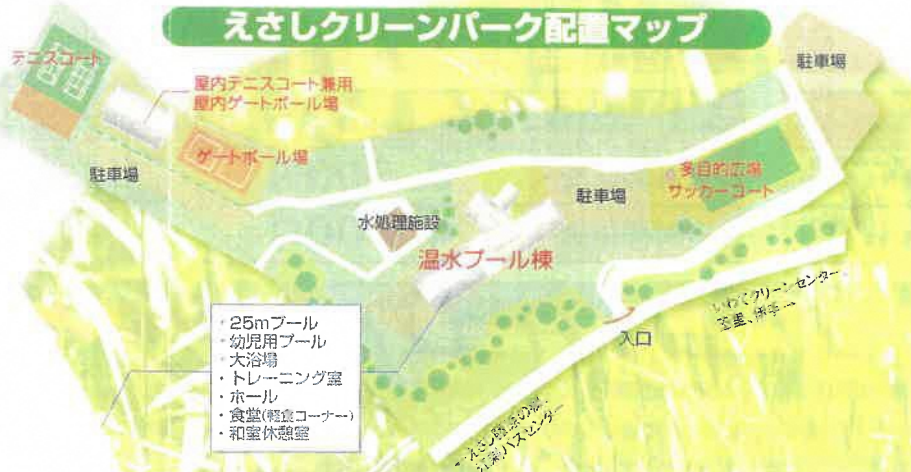 えさしクリーンパーク配置マップ
テニスコート
屋内テニスコート兼用
屋内ゲートボール場
駐車場
ゲートボール場
駐車場
水処理施設
駐車場
多目的広場
サッカーコート
温水プール棟
・25mプール
・幼児用プール
・大浴場
・トレーニング室
・ホール
・食堂(軽食コーナー)
・和室休憩室
入口
いわてクリーンセンター